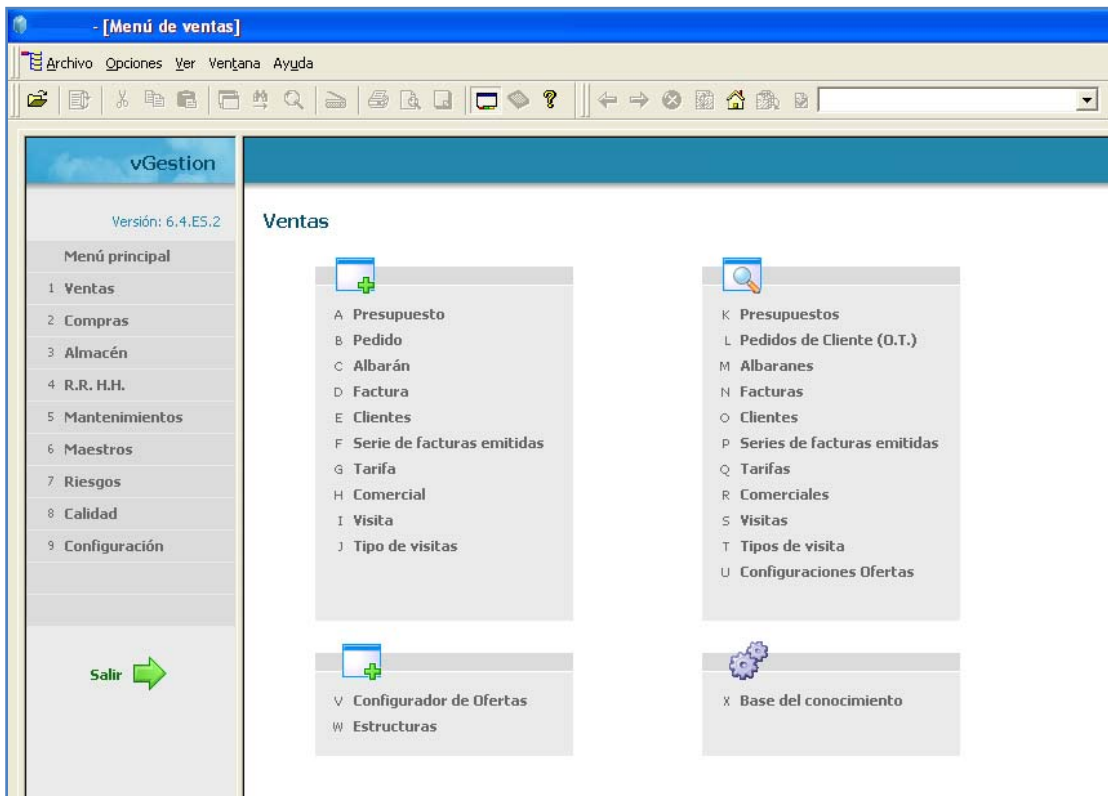 - [Menú de ventas]
Archivo Opciones Ver Ventana Ayuda
vGestion
Versión: 6.4.ES.2
Menú principal
1 Ventas
2 Compras
3 Almacén
4 R.R. H.H.
5 Mantenimientos
6 Maestros
7 Riesgos
8 Calidad
9 Configuración
Salir
Ventas
A Presupuesto
B Pedido
C Albarán
D Factura
E Clientes
F Serie de facturas emitidas
G Tarifa
H Comercial
I Visita
J Tipo de visitas
K Presupuestos
L Pedidos de Cliente (O.T.)
M Albaranes
N Facturas
O Clientes
P Series de facturas emitidas
Q Tarifas
R Comerciales
S Visitas
T Tipos de visita
U Configuraciones Ofertas
V Configurador de Ofertas
W Estructuras
X Base del conocimiento